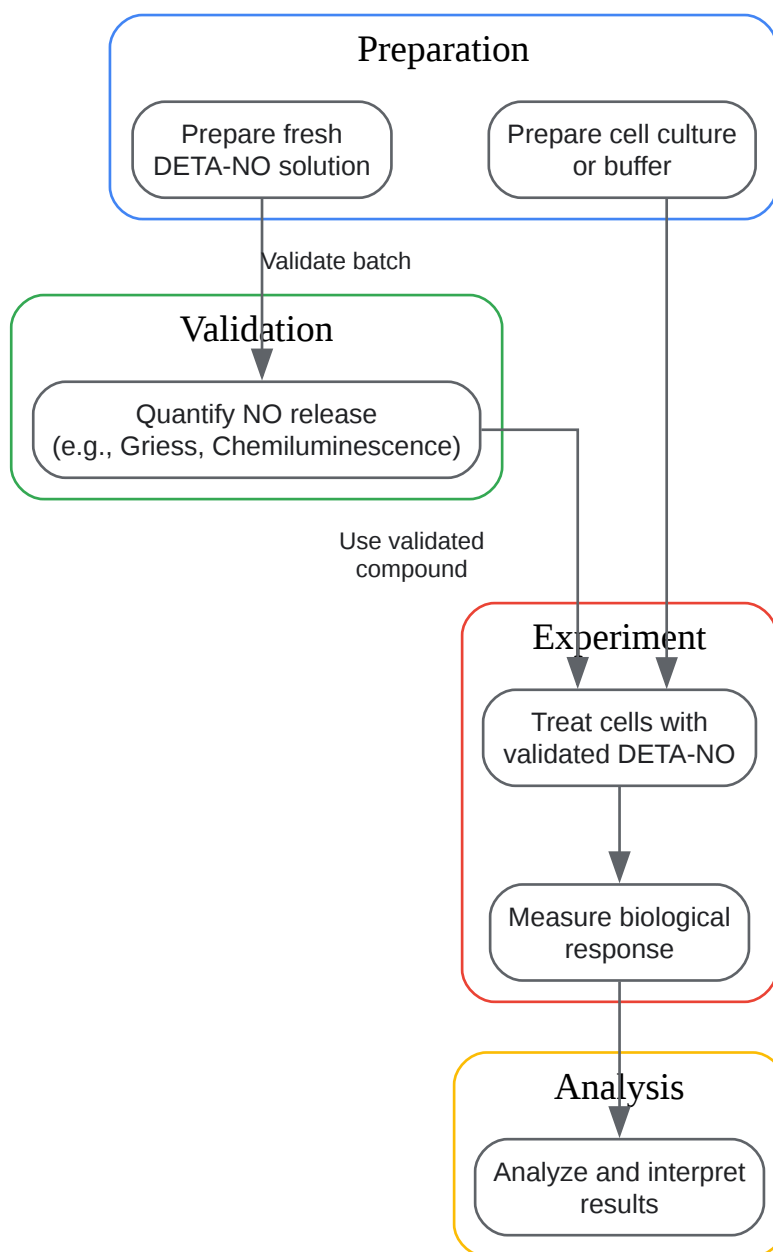 Preparation
Prepare fresh
DETA-NO solution
Prepare cell culture
or buffer
Validate batch
Validation
Quantify NO release
(e.g., Griess, Chemiluminescence)
Use validated
compound
Experiment
Treat cells with
validated DETA-NO
Measure biological
response
Analysis
Analyze and interpret
results